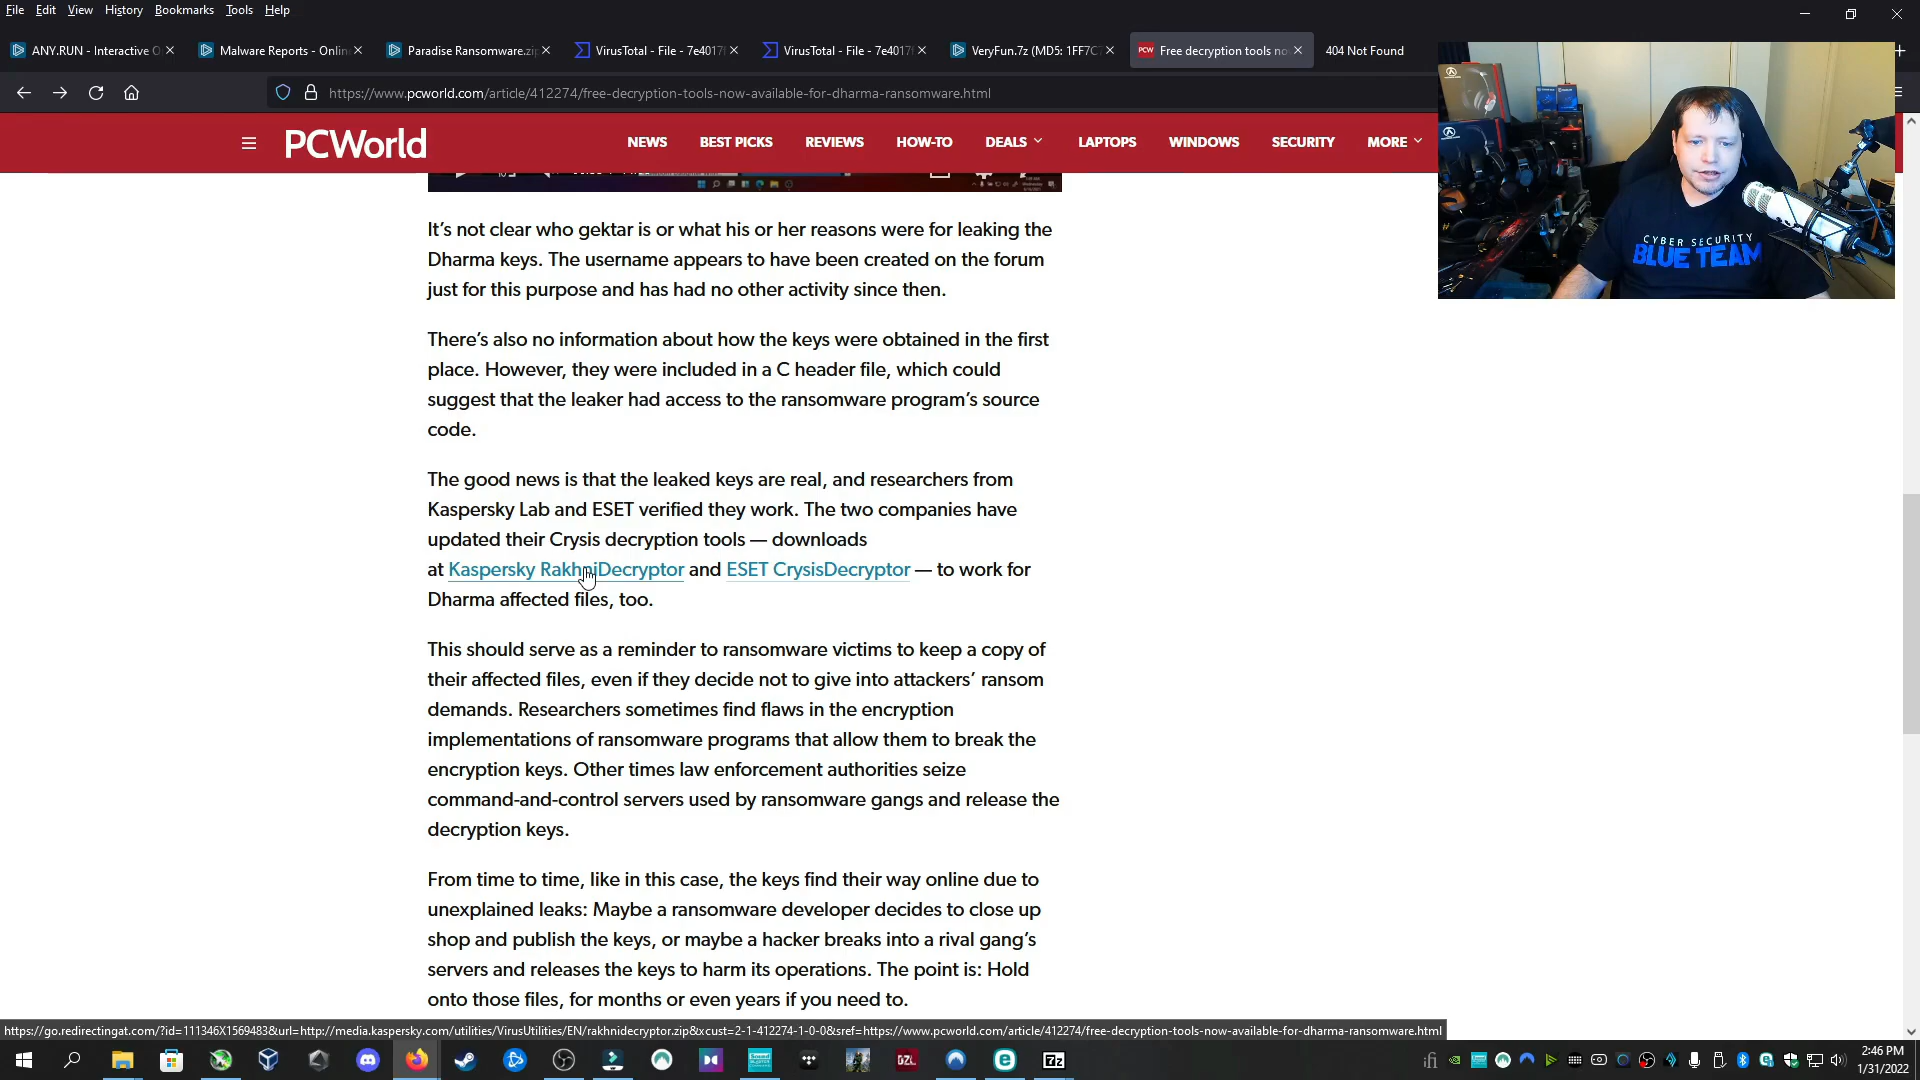 File Edit View History Bookmarks Tools Help
ANY.RUN - Interactive O
Malware Reports - Onlin
Paradise Ransomware.zip
VirusTotal - File - 7e4017
VirusTotal - File - 7e4017
VeryFun.7z (MD5: 1FF7C
PCW Free decryption tools no
404 Not Found
https://www.pcworld.com/article/412274/free-decryption-tools-now-available-for-dharma-ransomware.html
PCWorld
NEWS BEST PICKS REVIEWS HOW-TO DEALS LAPTOPS WINDOWS SECURITY MORE
CYBER SECURITY
BLUE TEAM
It’s not clear who gektar is or what his or her reasons were for leaking the
Dharma keys. The username appears to have been created on the forum
just for this purpose and has had no other activity since then.
There’s also no information about how the keys were obtained in the first
place. However, they were included in a C header file, which could
suggest that the leaker had access to the ransomware program’s source
code.
The good news is that the leaked keys are real, and researchers from
Kaspersky Lab and ESET verified they work. The two companies have
updated their Crysis decryption tools — downloads
at Kaspersky RakhniDecryptor and ESET CrysisDecryptor — to work for
Dharma affected files, too.
This should serve as a reminder to ransomware victims to keep a copy of
their affected files, even if they decide not to give into attackers’ ransom
demands. Researchers sometimes find flaws in the encryption
implementations of ransomware programs that allow them to break the
encryption keys. Other times law enforcement authorities seize
command-and-control servers used by ransomware gangs and release the
decryption keys.
From time to time, like in this case, the keys find their way online due to
unexplained leaks: Maybe a ransomware developer decides to close up
shop and publish the keys, or maybe a hacker breaks into a rival gang’s
servers and releases the keys to harm its operations. The point is: Hold
onto those files, for months or even years if you need to.
https://go.redirectingat.com/?id=111346X1569483&url=http://media.kaspersky.com/utilities/VirusUtilities/EN/rakhnidecryptor.zip&xcust=2-1-412274-1-0-0&sref=https://www.pcworld.com/article/412274/free-decryption-tools-now-available-for-dharma-ransomware.html
DZL
7z
2:46 PM
1/31/2022